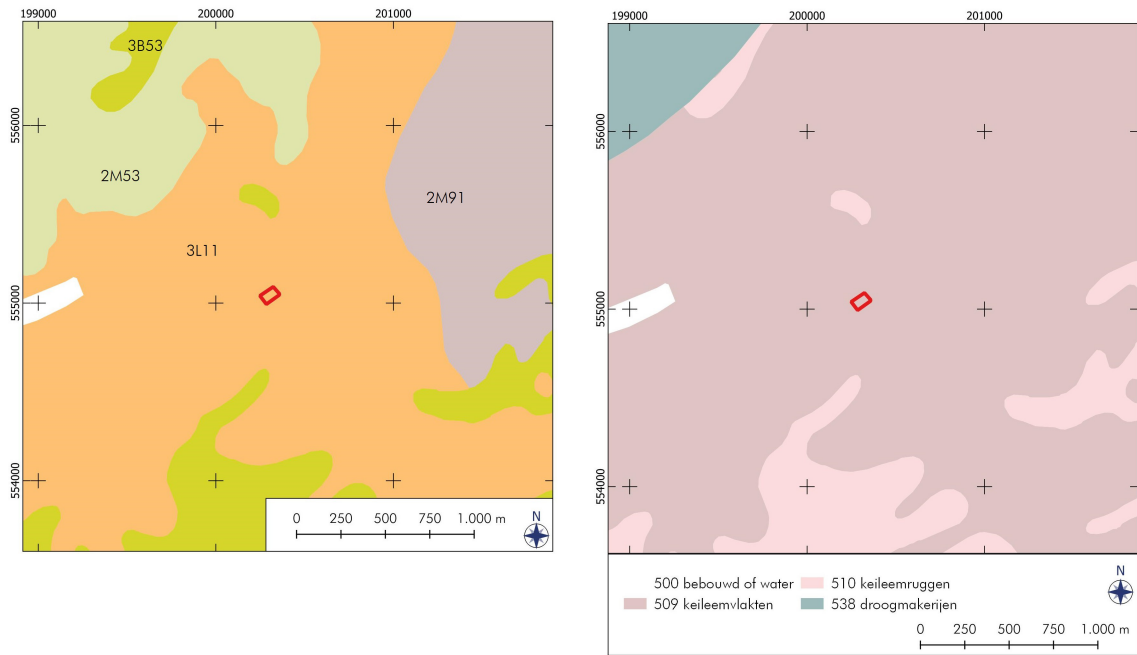 199000 200000 201000
3B53
556000
2M53
2M91
3L11
555000
554000
N
0 250 500 750 1.000 m
199000 200000 201000
556000
555000
554000
500 bebouwd of water 510 keileemruggen
509 keileemvlakten 538 droogmakerijen
N
0 250 500 750 1.000 m